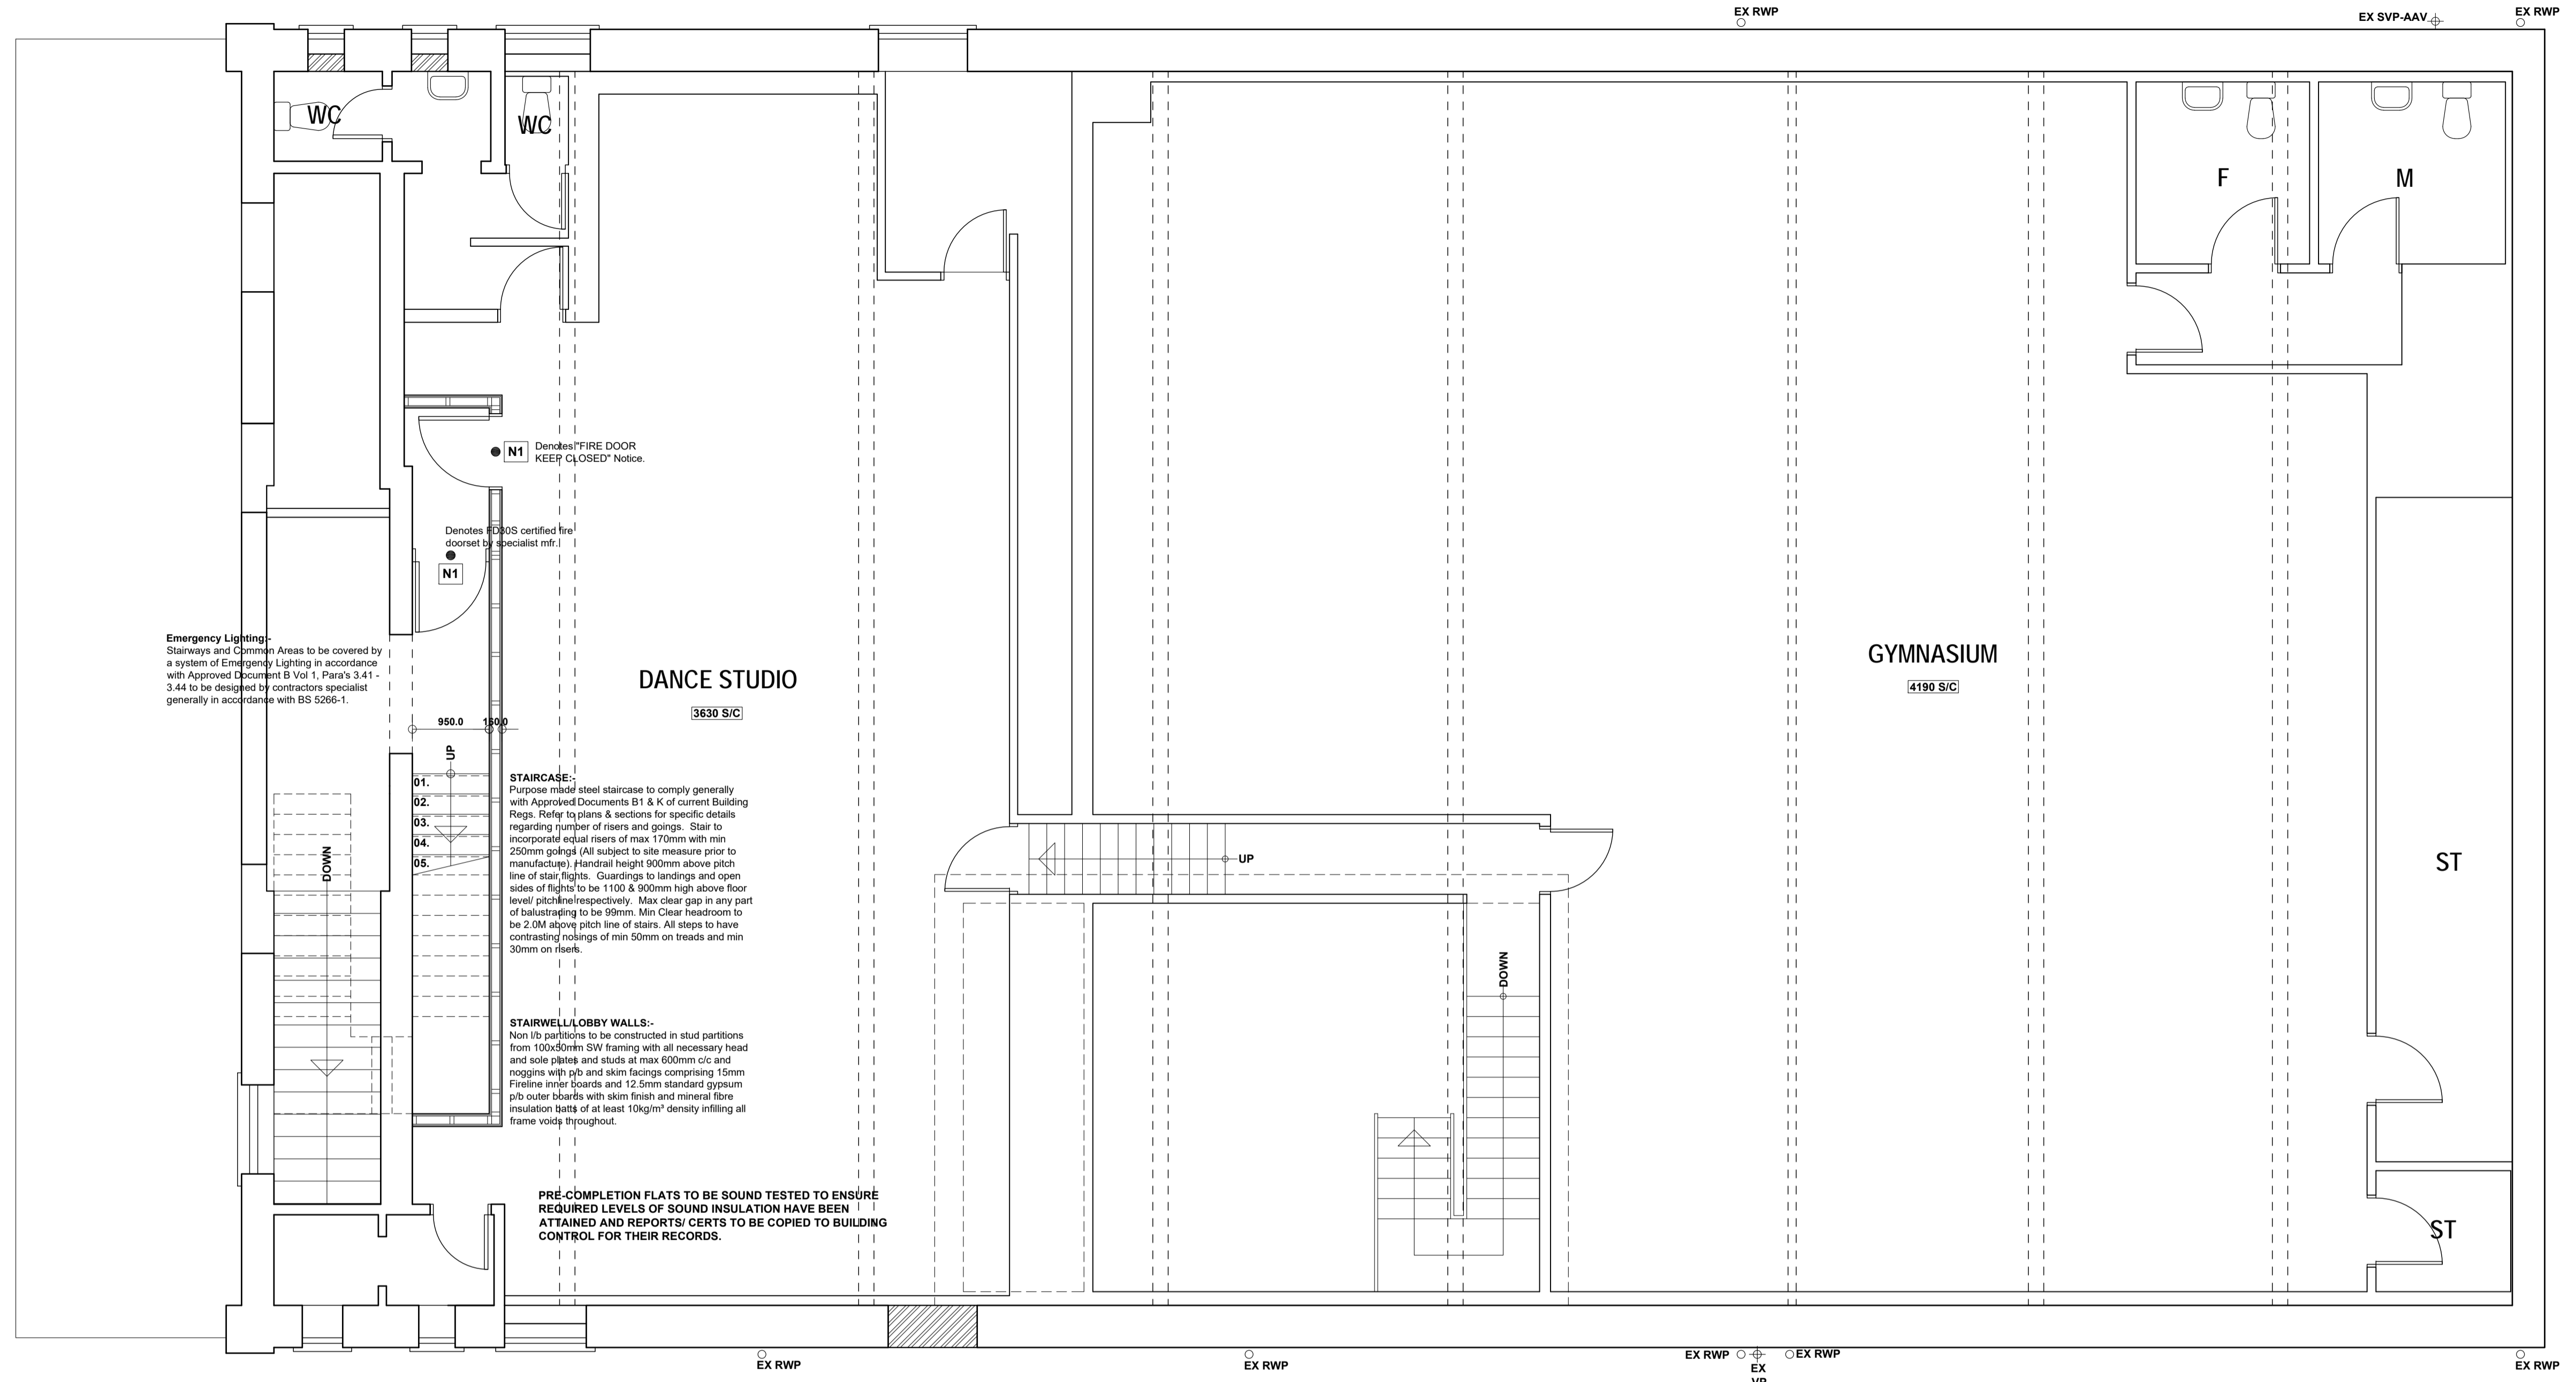 EX RWP
EX SVP-AAV
EX RWP
WC
WC
F
M
N1
Denotes "FIRE DOOR
KEEP CLOSED" Notice.
Denotes FD30S certified fire
doorset by specialist mfr.
N1
Emergency Lighting:-
Stairways and Common Areas to be covered by
a system of Emergency Lighting in accordance
with Approved Document B Vol 1, Para's 3.41 -
3.44 to be designed by contractors specialist
generally in accordance with BS 5266-1.
DANCE STUDIO
3630 S/C
GYMNASIUM
4190 S/C
950.0
160.0
UP
01.
02.
03.
04.
05.
DOWN
STAIRCASE:-
Purpose made steel staircase to comply generally
with Approved Documents B1 & K of current Building
Regs. Refer to plans & sections for specific details
regarding number of risers and goings. Stair to
incorporate equal risers of max 170mm with min
250mm goings (All subject to site measure prior to
manufacture). Handrail height 900mm above pitch
line of stair flights. Guardings to landings and open
sides of flights to be 1100 & 900mm high above floor
level/ pitchline respectively. Max clear gap in any part
of balustrading to be 99mm. Min Clear headroom to
be 2.0M above pitch line of stairs. All steps to have
contrasting nosings of min 50mm on treads and min
30mm on risers.
UP
ST
DOWN
STAIRWELL/LOBBY WALLS:-
Non l/b partitions to be constructed in stud partitions
from 100x50mm SW framing with all necessary head
and sole plates and studs at max 600mm c/c and
noggins with p/b and skim facings comprising 15mm
Fireline inner boards and 12.5mm standard gypsum
p/b outer boards with skim finish and mineral fibre
insulation batts of at least 10kg/m³ density infilling all
frame voids throughout.
PRE-COMPLETION FLATS TO BE SOUND TESTED TO ENSURE
REQUIRED LEVELS OF SOUND INSULATION HAVE BEEN
ATTAINED AND REPORTS/ CERTS TO BE COPIED TO BUILDING
CONTROL FOR THEIR RECORDS.
ST
EX RWP
EX RWP
EX RWP
EX RWP
EX RWP
EX
VP